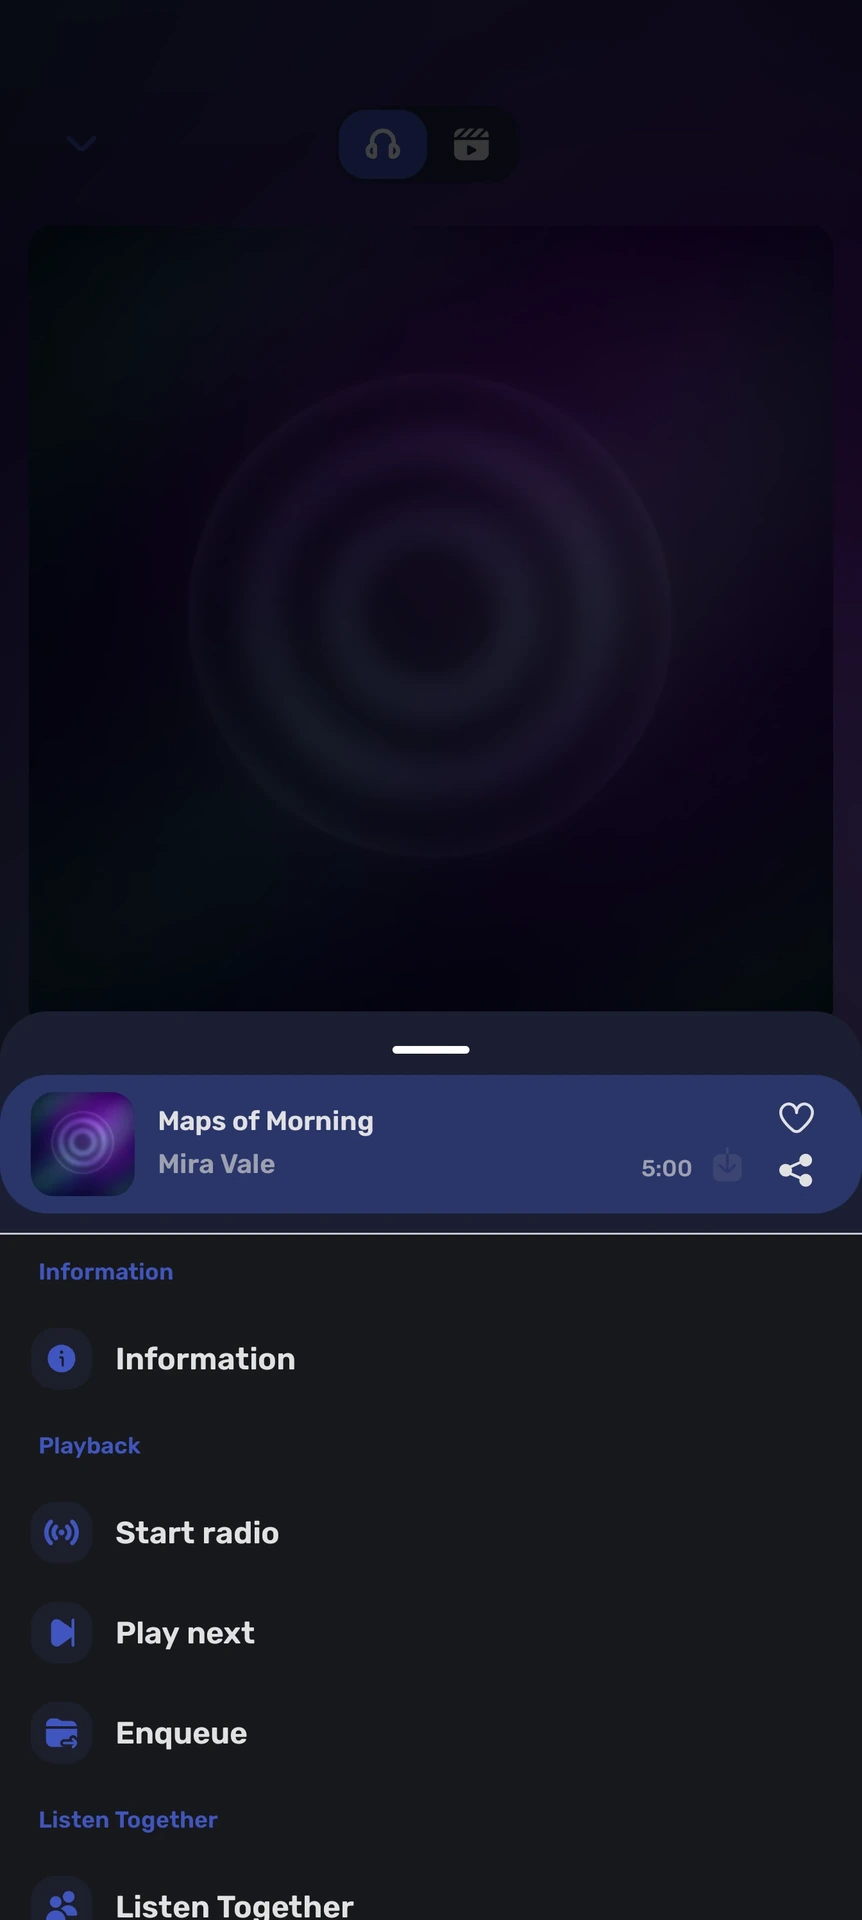 Maps of Morning
Mira Vale
5:00
Information
Information
Playback
Start radio
Play next
Enqueue
Listen Together
Listen Together